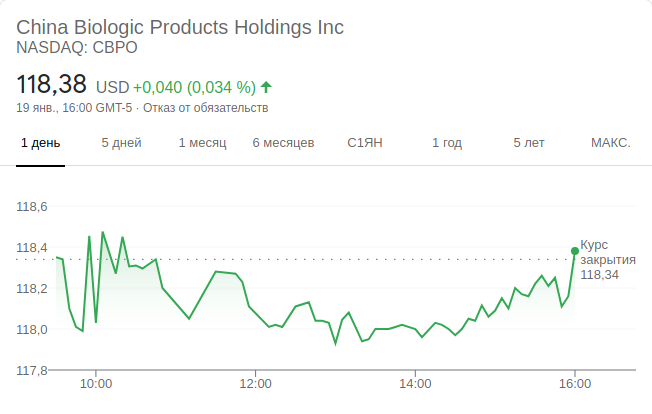 China Biologic Products Holdings Inc
NASDAQ: CBPO
118,38 USD +0,040 (0,034 %)
19 янв., 16:00 GMT-5 · Отказ от обязательств
1 день 5 дней 1 месяц 6 месяцев С1ЯН 1 год 5 лет МАКС.
118,6
118,4
118,2
118,0
117,8
Курс
закрытия
118,34
10:00 12:00 14:00 16:00